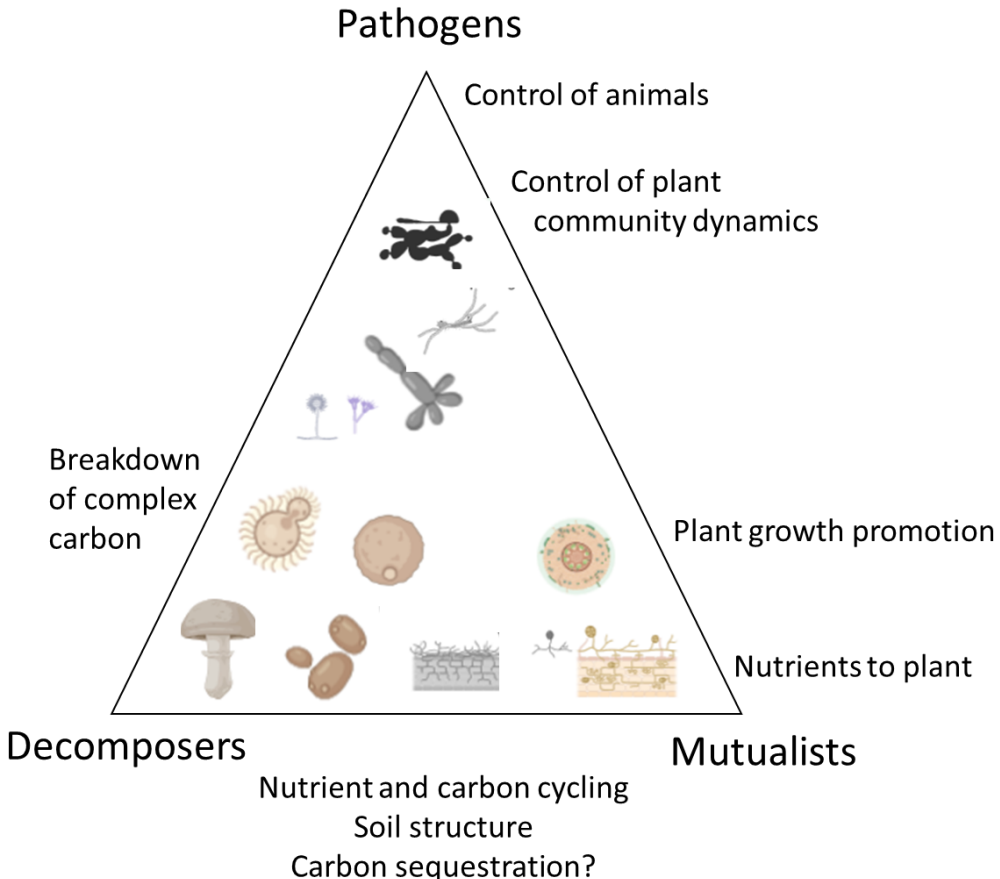 Pathogens
Control of animals
Control of plant
community dynamics
Breakdown
of complex
carbon
Plant growth promotion
Nutrients to plant
Decomposers
Mutualists
Nutrient and carbon cycling
Soil structure
Carbon sequestration?